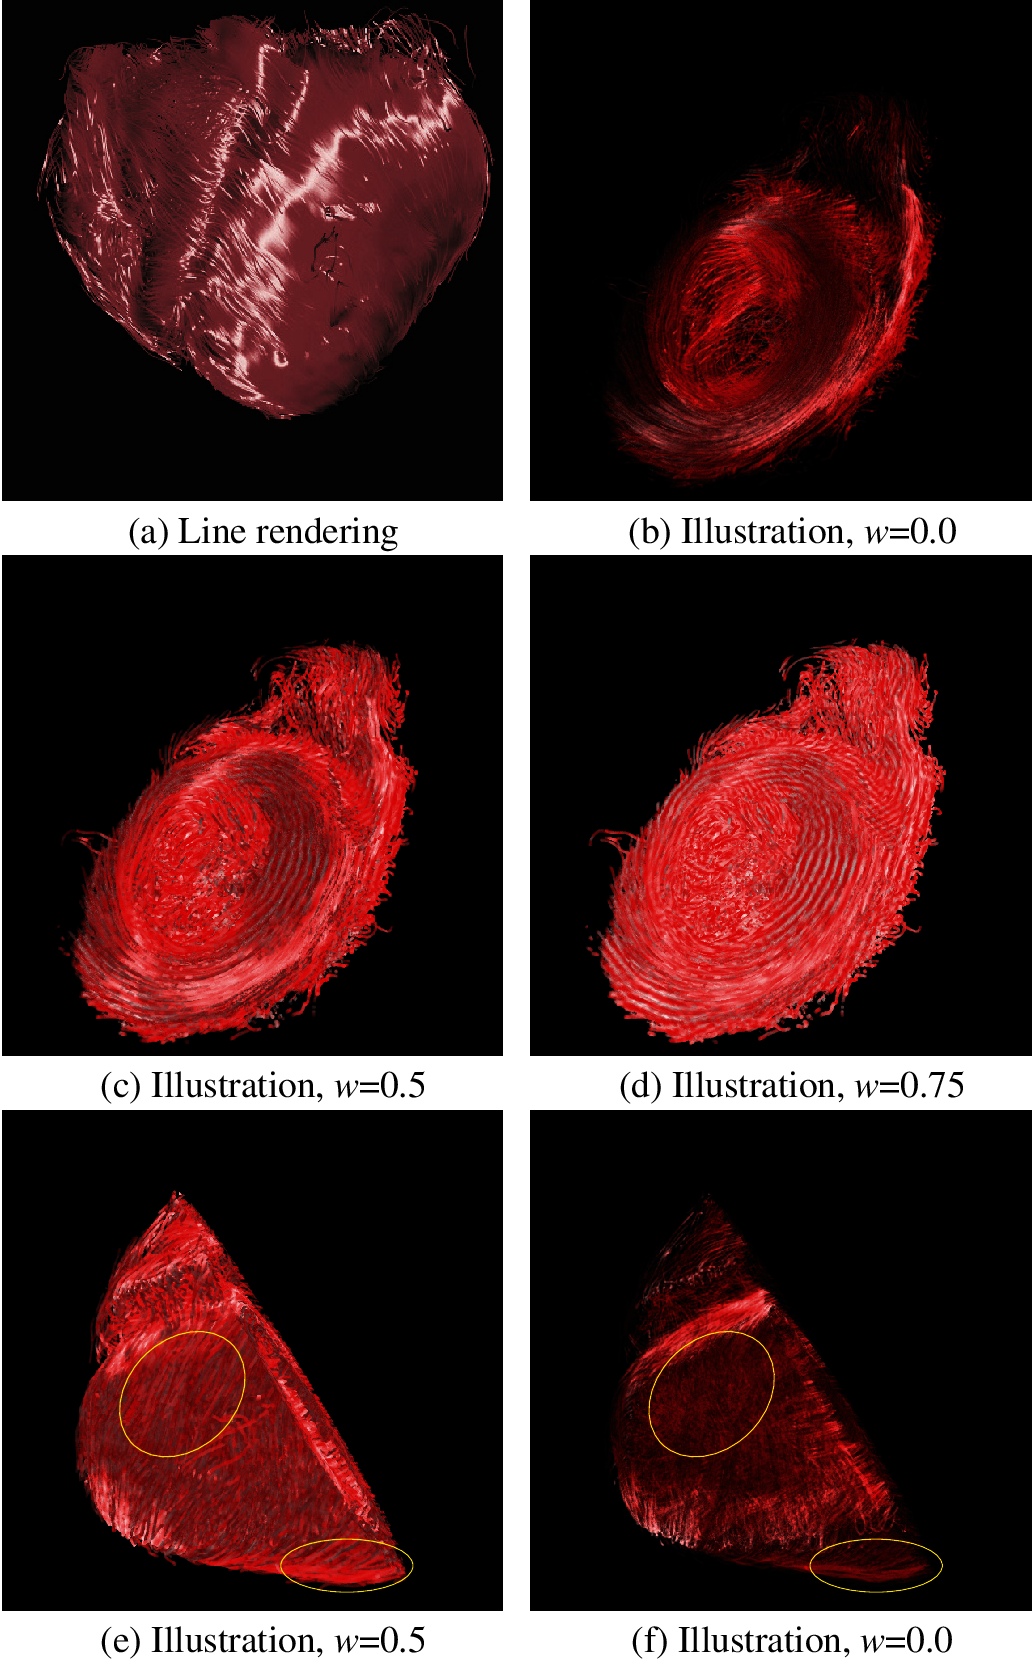 (a) Line rendering
(b) Illustration, w=0.0
(c) Illustration, w=0.5
(d) Illustration, w=0.75
(e) Illustration, w=0.5
(f) Illustration, w=0.0